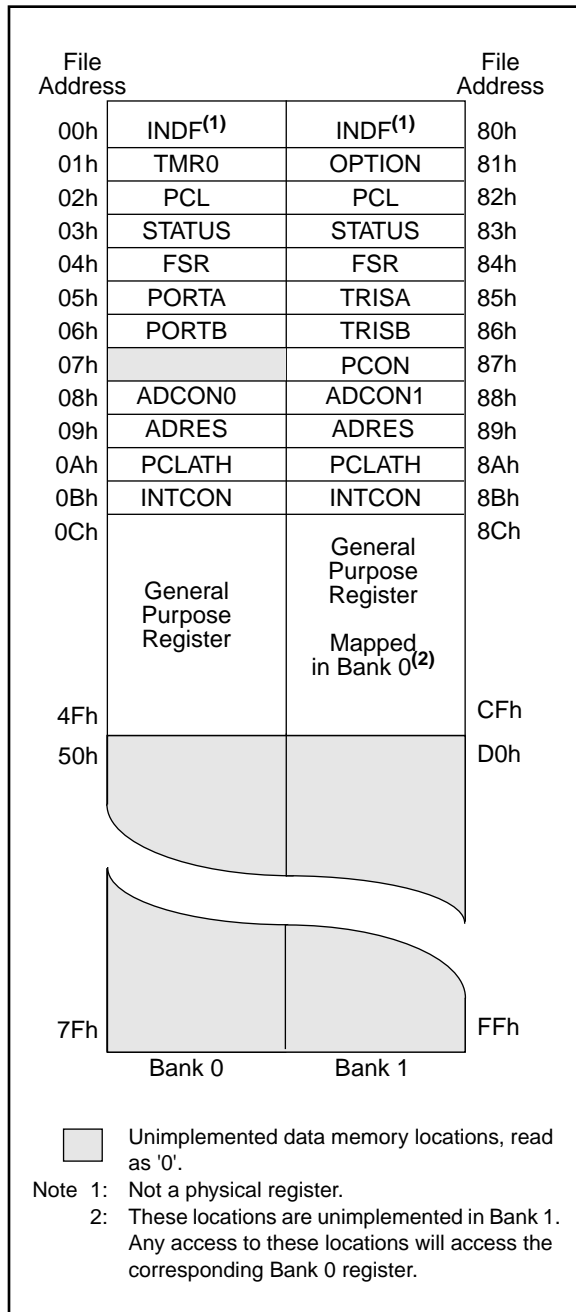 File Address File Address
00h INDF(1) INDF(1) 80h
01h TMR0 OPTION 81h
02h PCL PCL 82h
03h STATUS STATUS 83h
04h FSR FSR 84h
05h PORTA TRISA 85h
06h PORTB TRISB 86h
07h PCON 87h
08h ADCON0 ADCON1 88h
09h ADRES ADRES 89h
0Ah PCLATH PCLATH 8Ah
0Bh INTCON INTCON 8Bh
0Ch 8Ch
General
Purpose
Register
General
Purpose
Register
Mapped
in Bank 0(2)
4Fh CFh
50h D0h
7Fh FFh
Bank 0 Bank 1
Unimplemented data memory locations, read
as '0'.
Note 1: Not a physical register.
2: These locations are unimplemented in Bank 1.
Any access to these locations will access the
corresponding Bank 0 register.